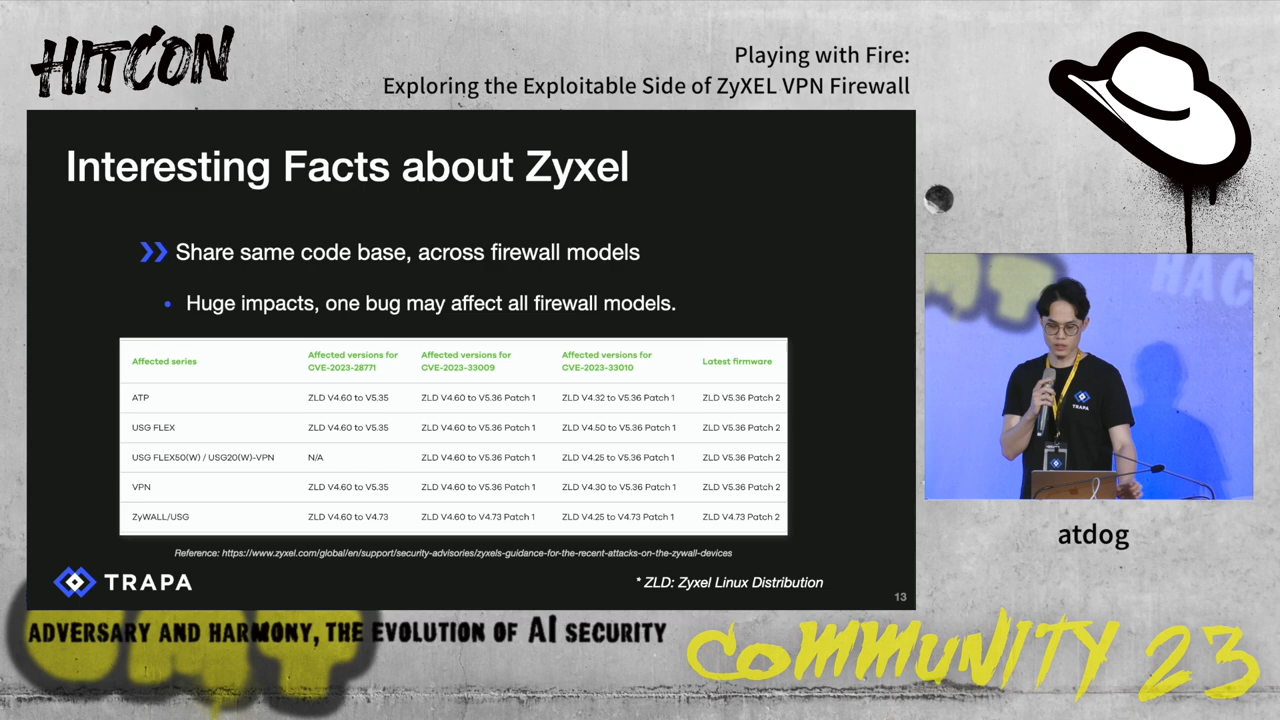 HITCON
Playing with Fire:
Exploring the Exploitable Side of ZyXEL VPN Firewall
Interesting Facts about Zyxel
Share same code base, across firewall models
• Huge impacts, one bug may affect all firewall models.
Affected series Affected versions for CVE-2023-28771 Affected versions for CVE-2023-33009 Affected versions for CVE-2023-33010 Latest firmware
ATP ZLD V4.60 to V5.35 ZLD V4.60 to V5.36 Patch 1 ZLD V4.32 to V5.36 Patch 1 ZLD V5.36 Patch 2
USG FLEX ZLD V4.60 to V5.35 ZLD V4.60 to V5.36 Patch 1 ZLD V4.50 to V5.36 Patch 1 ZLD V5.36 Patch 2
USG FLEX50(W) / USG20(W)-VPN N/A ZLD V4.60 to V5.36 Patch 1 ZLD V4.25 to V5.36 Patch 1 ZLD V5.36 Patch 2
VPN ZLD V4.60 to V5.35 ZLD V4.60 to V5.36 Patch 1 ZLD V4.30 to V5.36 Patch 1 ZLD V5.36 Patch 2
ZyWALL/USG ZLD V4.60 to V4.73 ZLD V4.60 to V4.73 Patch 1 ZLD V4.25 to V4.73 Patch 1 ZLD V4.73 Patch 2
Reference: https://www.zyxel.com/global/en/support/security-advisories/zyxels-guidance-for-the-recent-attacks-on-the-zywall-devices
TRAPA
* ZLD: Zyxel Linux Distribution
13
HAC
TRAPA
atdog
ADVERSARY AND HARMONY, THE EVOLUTION OF AI SECURITY
COMMUNITY 23